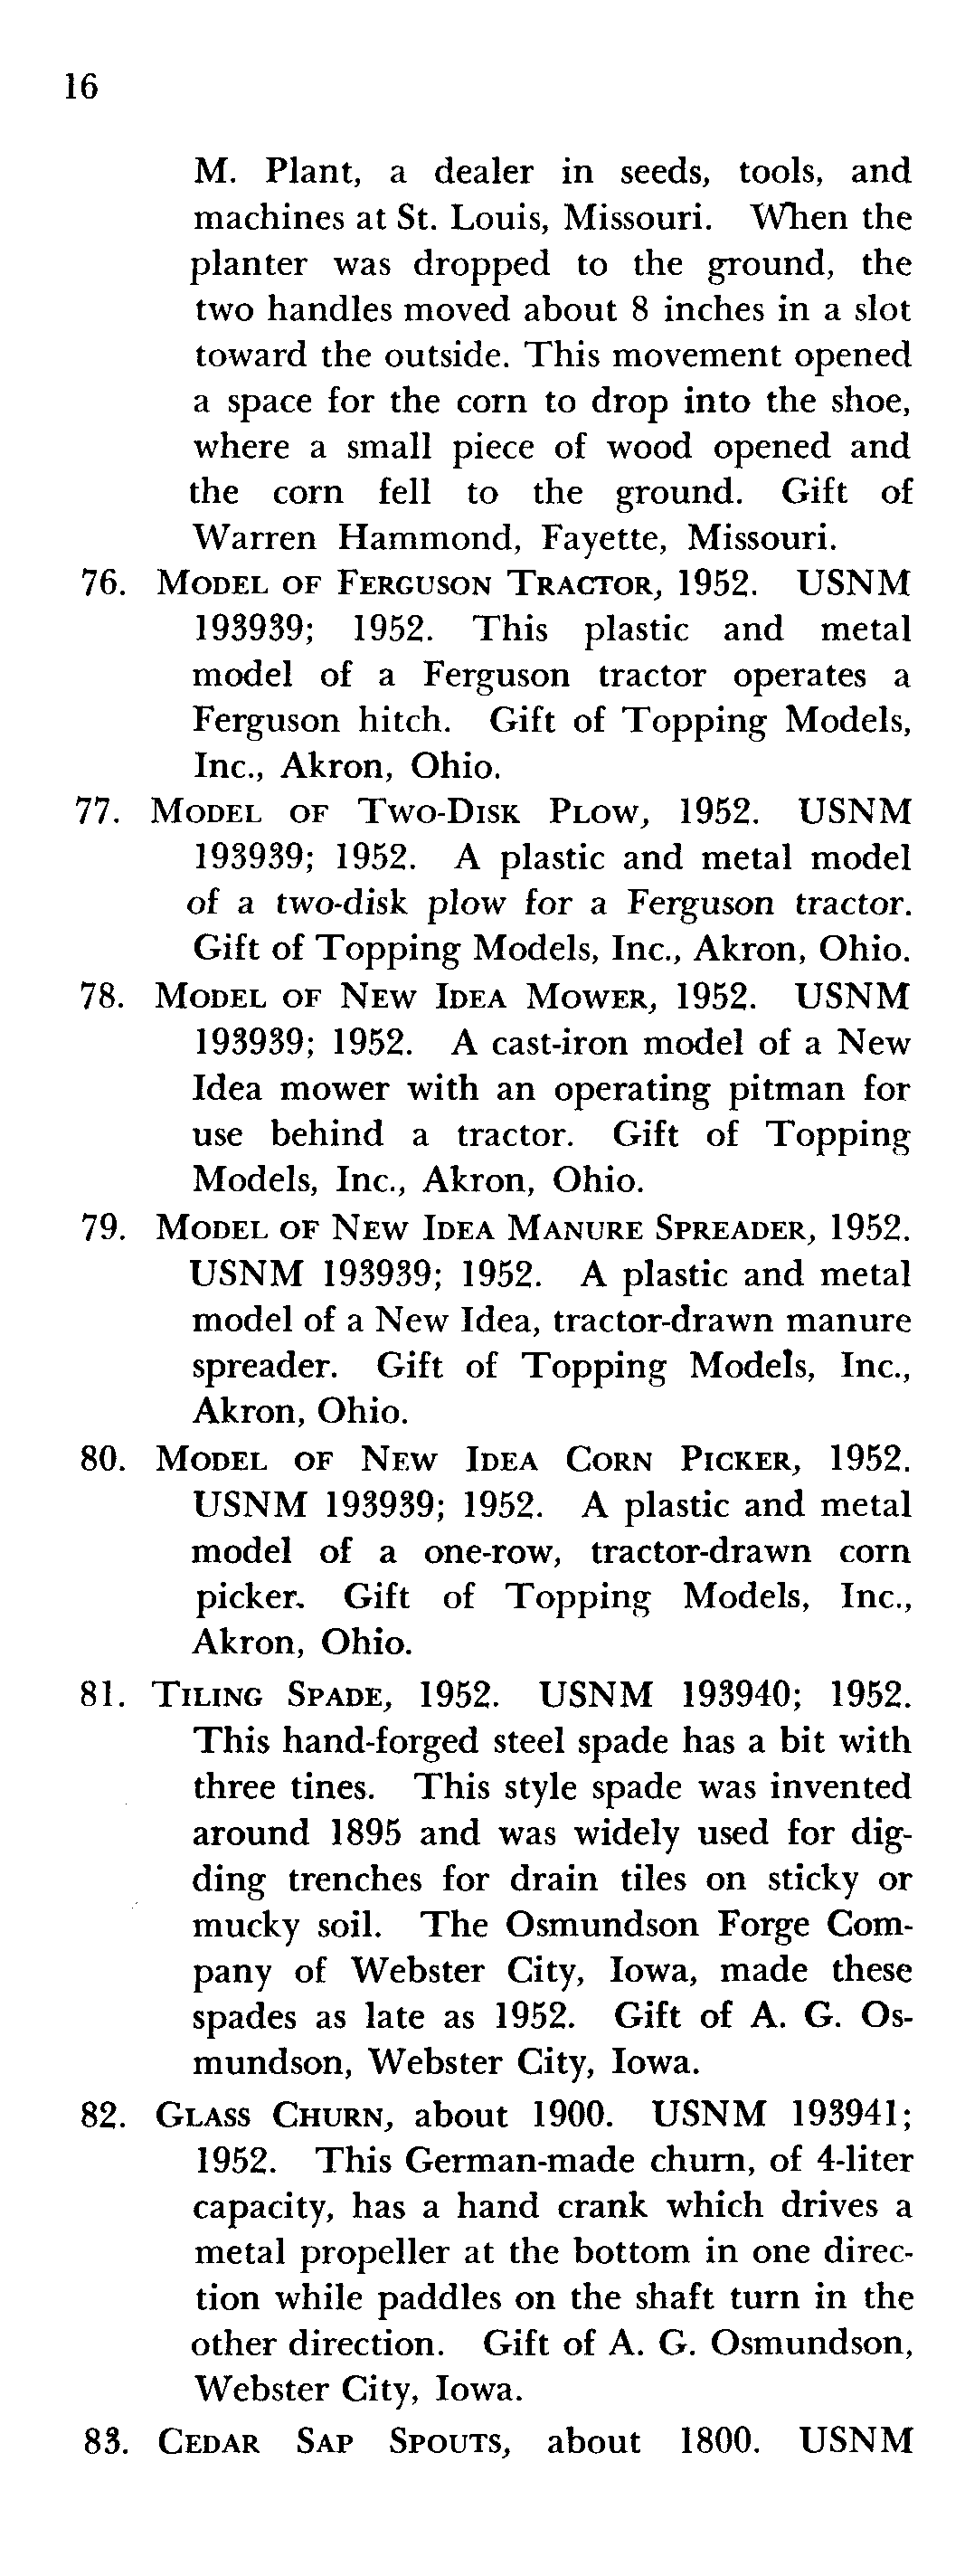 16
M. Plant, a dealer in seeds, tools, and
machines at St. Louis, Missouri. When the
planter was dropped to the ground, the
two handles moved about 8 inches in a slot
toward the outside. This movement opened
a space for the corn to drop into the shoe,
where a small piece of wood opened and
the corn fell to the ground. Gift of
Warren Hammond, Fayette, Missouri.
76. MODEL OF FERGUSON TRACTOR, 1952. USNM
193939; 1952. This plastic and metal
model of a Ferguson tractor operates a
Ferguson hitch. Gift of Topping Models,
Inc., Akron, Ohio.
77. MODEL OF TWO-DISK PLOW, 1952. USNM
193939; 1952. A plastic and metal model
of a two-disk plow for a Ferguson tractor.
Gift of Topping Models, Inc., Akron, Ohio.
78. MODEL OF NEW IDEA MOWER, 1952. USNM
193939; 1952. A cast-iron model of a New
Idea mower with an operating pitman for
use behind a tractor. Gift of Topping
Models, Inc., Akron, Ohio.
79. MODEL OF NEW IDEA MANURE SPREADER, 1952.
USNM 193939; 1952. A plastic and metal
model of a New Idea, tractor-drawn manure
spreader. Gift of Topping Models, Inc.,
Akron, Ohio.
80. MODEL OF NEW IDEA CORN PICKER, 1952.
USNM 193939; 1952. A plastic and metal
model of a one-row, tractor-drawn corn
picker. Gift of Topping Models, Inc.,
Akron, Ohio.
81. TILING SPADE, 1952. USNM 193940; 1952.
This hand-forged steel spade has a bit with
three tines. This style spade was invented
around 1895 and was widely used for dig-
ding trenches for drain tiles on sticky or
mucky soil. The Osmundson Forge Com-
pany of Webster City, Iowa, made these
spades as late as 1952. Gift of A. G. Os-
mundson, Webster City, Iowa.
82. GLASS CHURN, about 1900. USNM 193941;
1952. This German-made churn, of 4-liter
capacity, has a hand crank which drives a
metal propeller at the bottom in one direc-
tion while paddles on the shaft turn in the
other direction. Gift of A. G. Osmundson,
Webster City, Iowa.
83. CEDAR SAP SPOUTS, about 1800. USNM